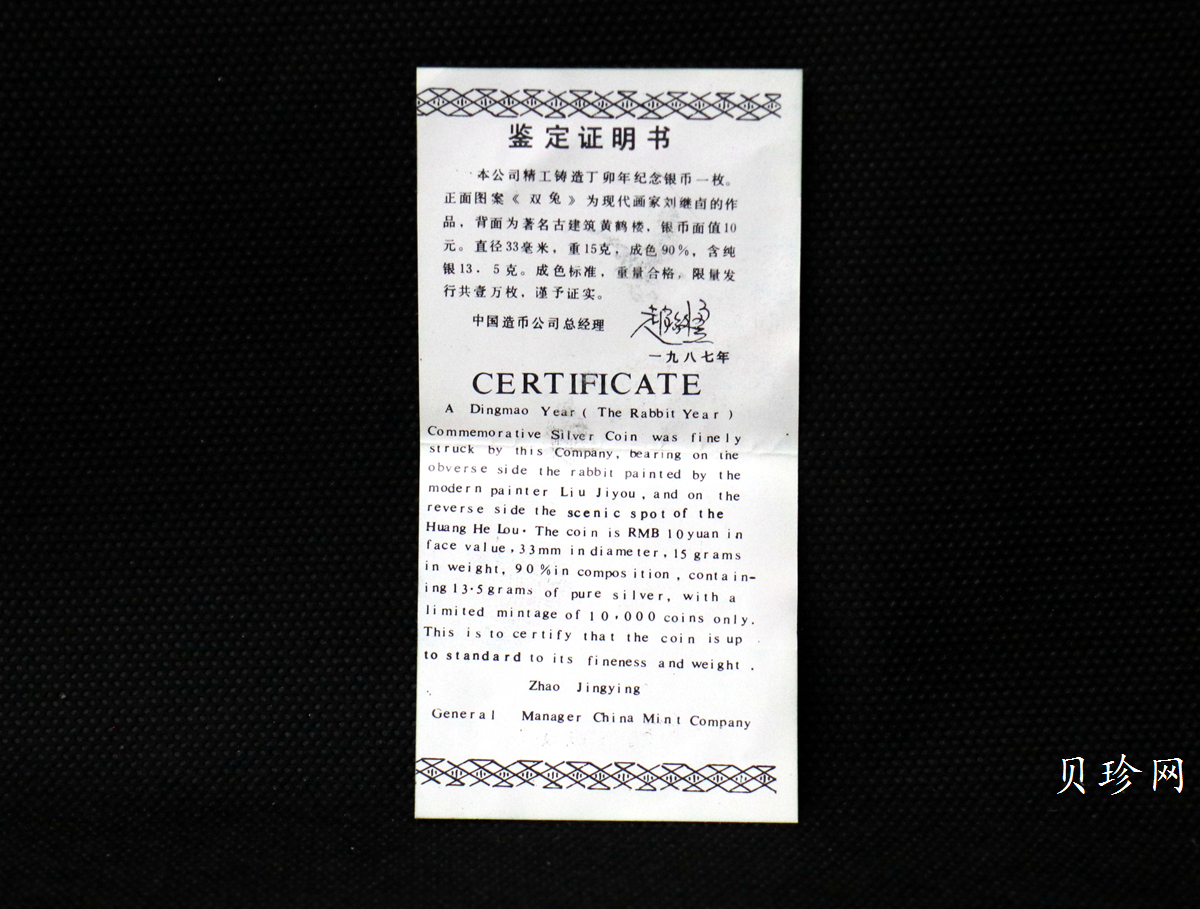 鉴定证明书
本公司精工铸造丁卯年纪念银币一枚。
正面图案《双兔》为现代画家刘继卣的作
品，背面为著名古建筑黄鹤楼，银币面值10
元。直径33毫米，重15克，成色90%，含纯
银13．5克。成色标准，重量合格，限量发
行共壹万枚，谨予证实。
中国造币公司总经理
一九八七年
CERTIFICATE
A Dingmao Year ( The Rabbit Year )
Commemorative Silver Coin was finely
struck by this Company, bearing on the
obverse side the rabbit painted by the
modern painter Liu Jiyou, and on the
reverse side the scenic spot of the
Huang He Lou. The coin is RMB 10 yuan in
face value, 33mm in diameter, 15 grams
in weight, 90% in composition, contain-
ing 13.5 grams of pure silver, with a
limited mintage of 10,000 coins only.
This is to certify that the coin is up
to standard to its fineness and weight.
Zhao Jingying
General Manager China Mint Company
贝珍网